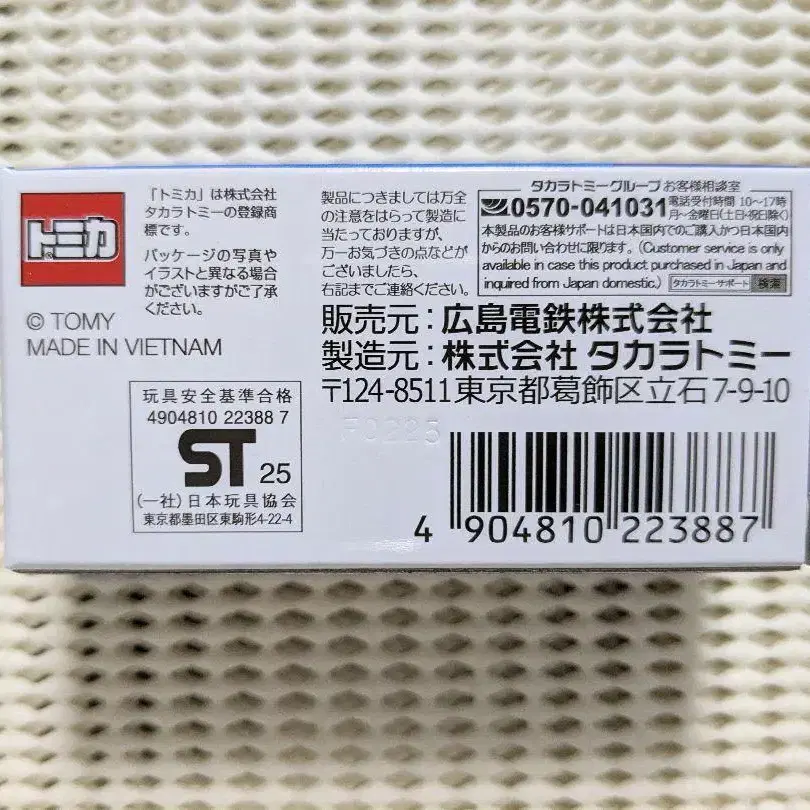 トミカ
「トミカ」は株式会社
タカラトミーの登録商
標です。
パッケージの写真や
イラストと異なる場合
がございますがご了承
ください。
© TOMY
MADE IN VIETNAM
製品につきましては万全
の注意をはらって製造に
当たっておりますが、
万一お気づきの点などが
ございましたら、
右記までご連絡ください。
タカラトミーグループお客様相談室
0570-041031 電話受付時間 10〜17時
月〜金曜日(土日・祝日除く)
本製品のお客様サポートは日本国内でのご購入かつ日本国内
からのお問い合わせに限ります。(Customer service is only
available in case this product purchased in Japan and
inquired from Japan domestic.) タカラトミーサポート 検索
販売元:広島電鉄株式会社
製造元:株式会社 タカラトミー
〒124-8511 東京都葛飾区立石 7-9-10
玩具安全基準合格
4904810 22388 7
ST 25
(一社)日本玩具協会
東京都墨田区東駒形4-22-4
F0225
4 904810 223887